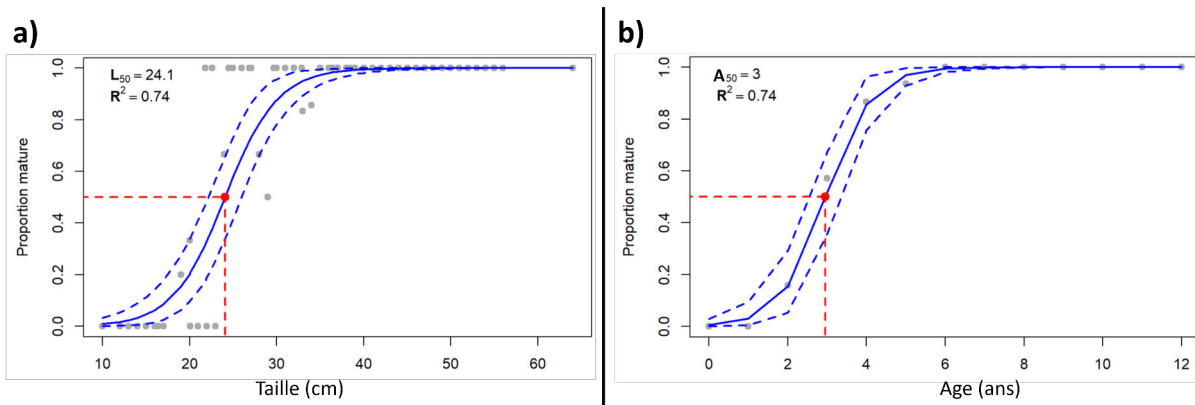 a)
L50 = 24.1
R² = 0.74
Proportion mature
1.0
0.8
0.6
0.4
0.2
0.0
10 20 30 40 50 60
Taille (cm)
b)
A50 = 3
R² = 0.74
Proportion mature
1.0
0.8
0.6
0.4
0.2
0.0
0 2 4 6 8 10 12
Age (ans)